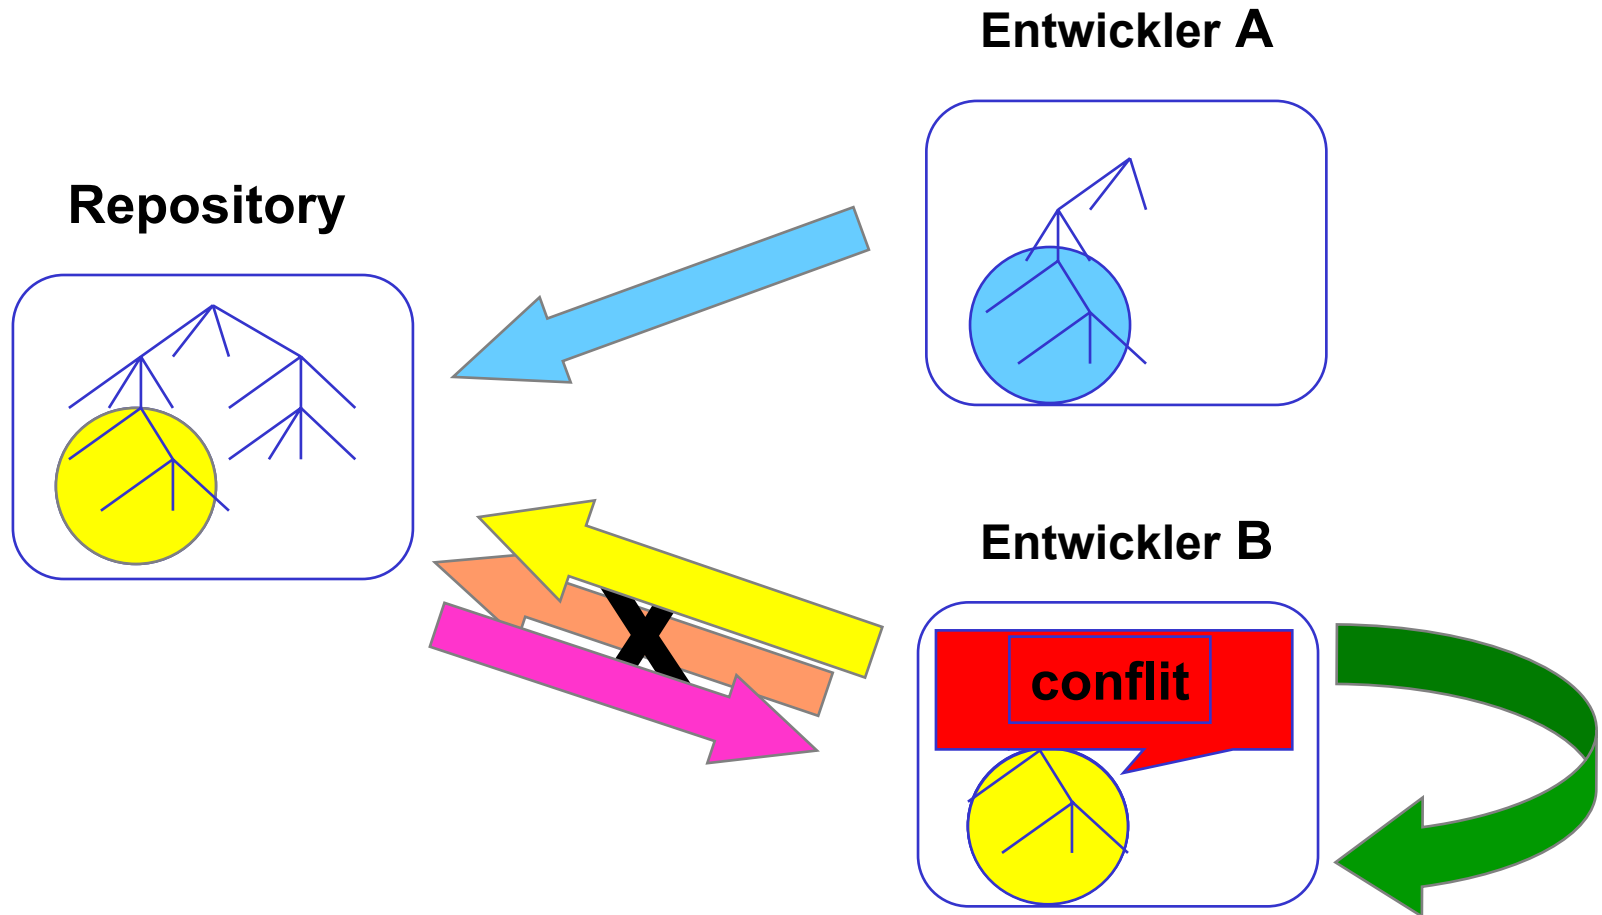 Entwickler A
Repository
Entwickler B
conflit
X